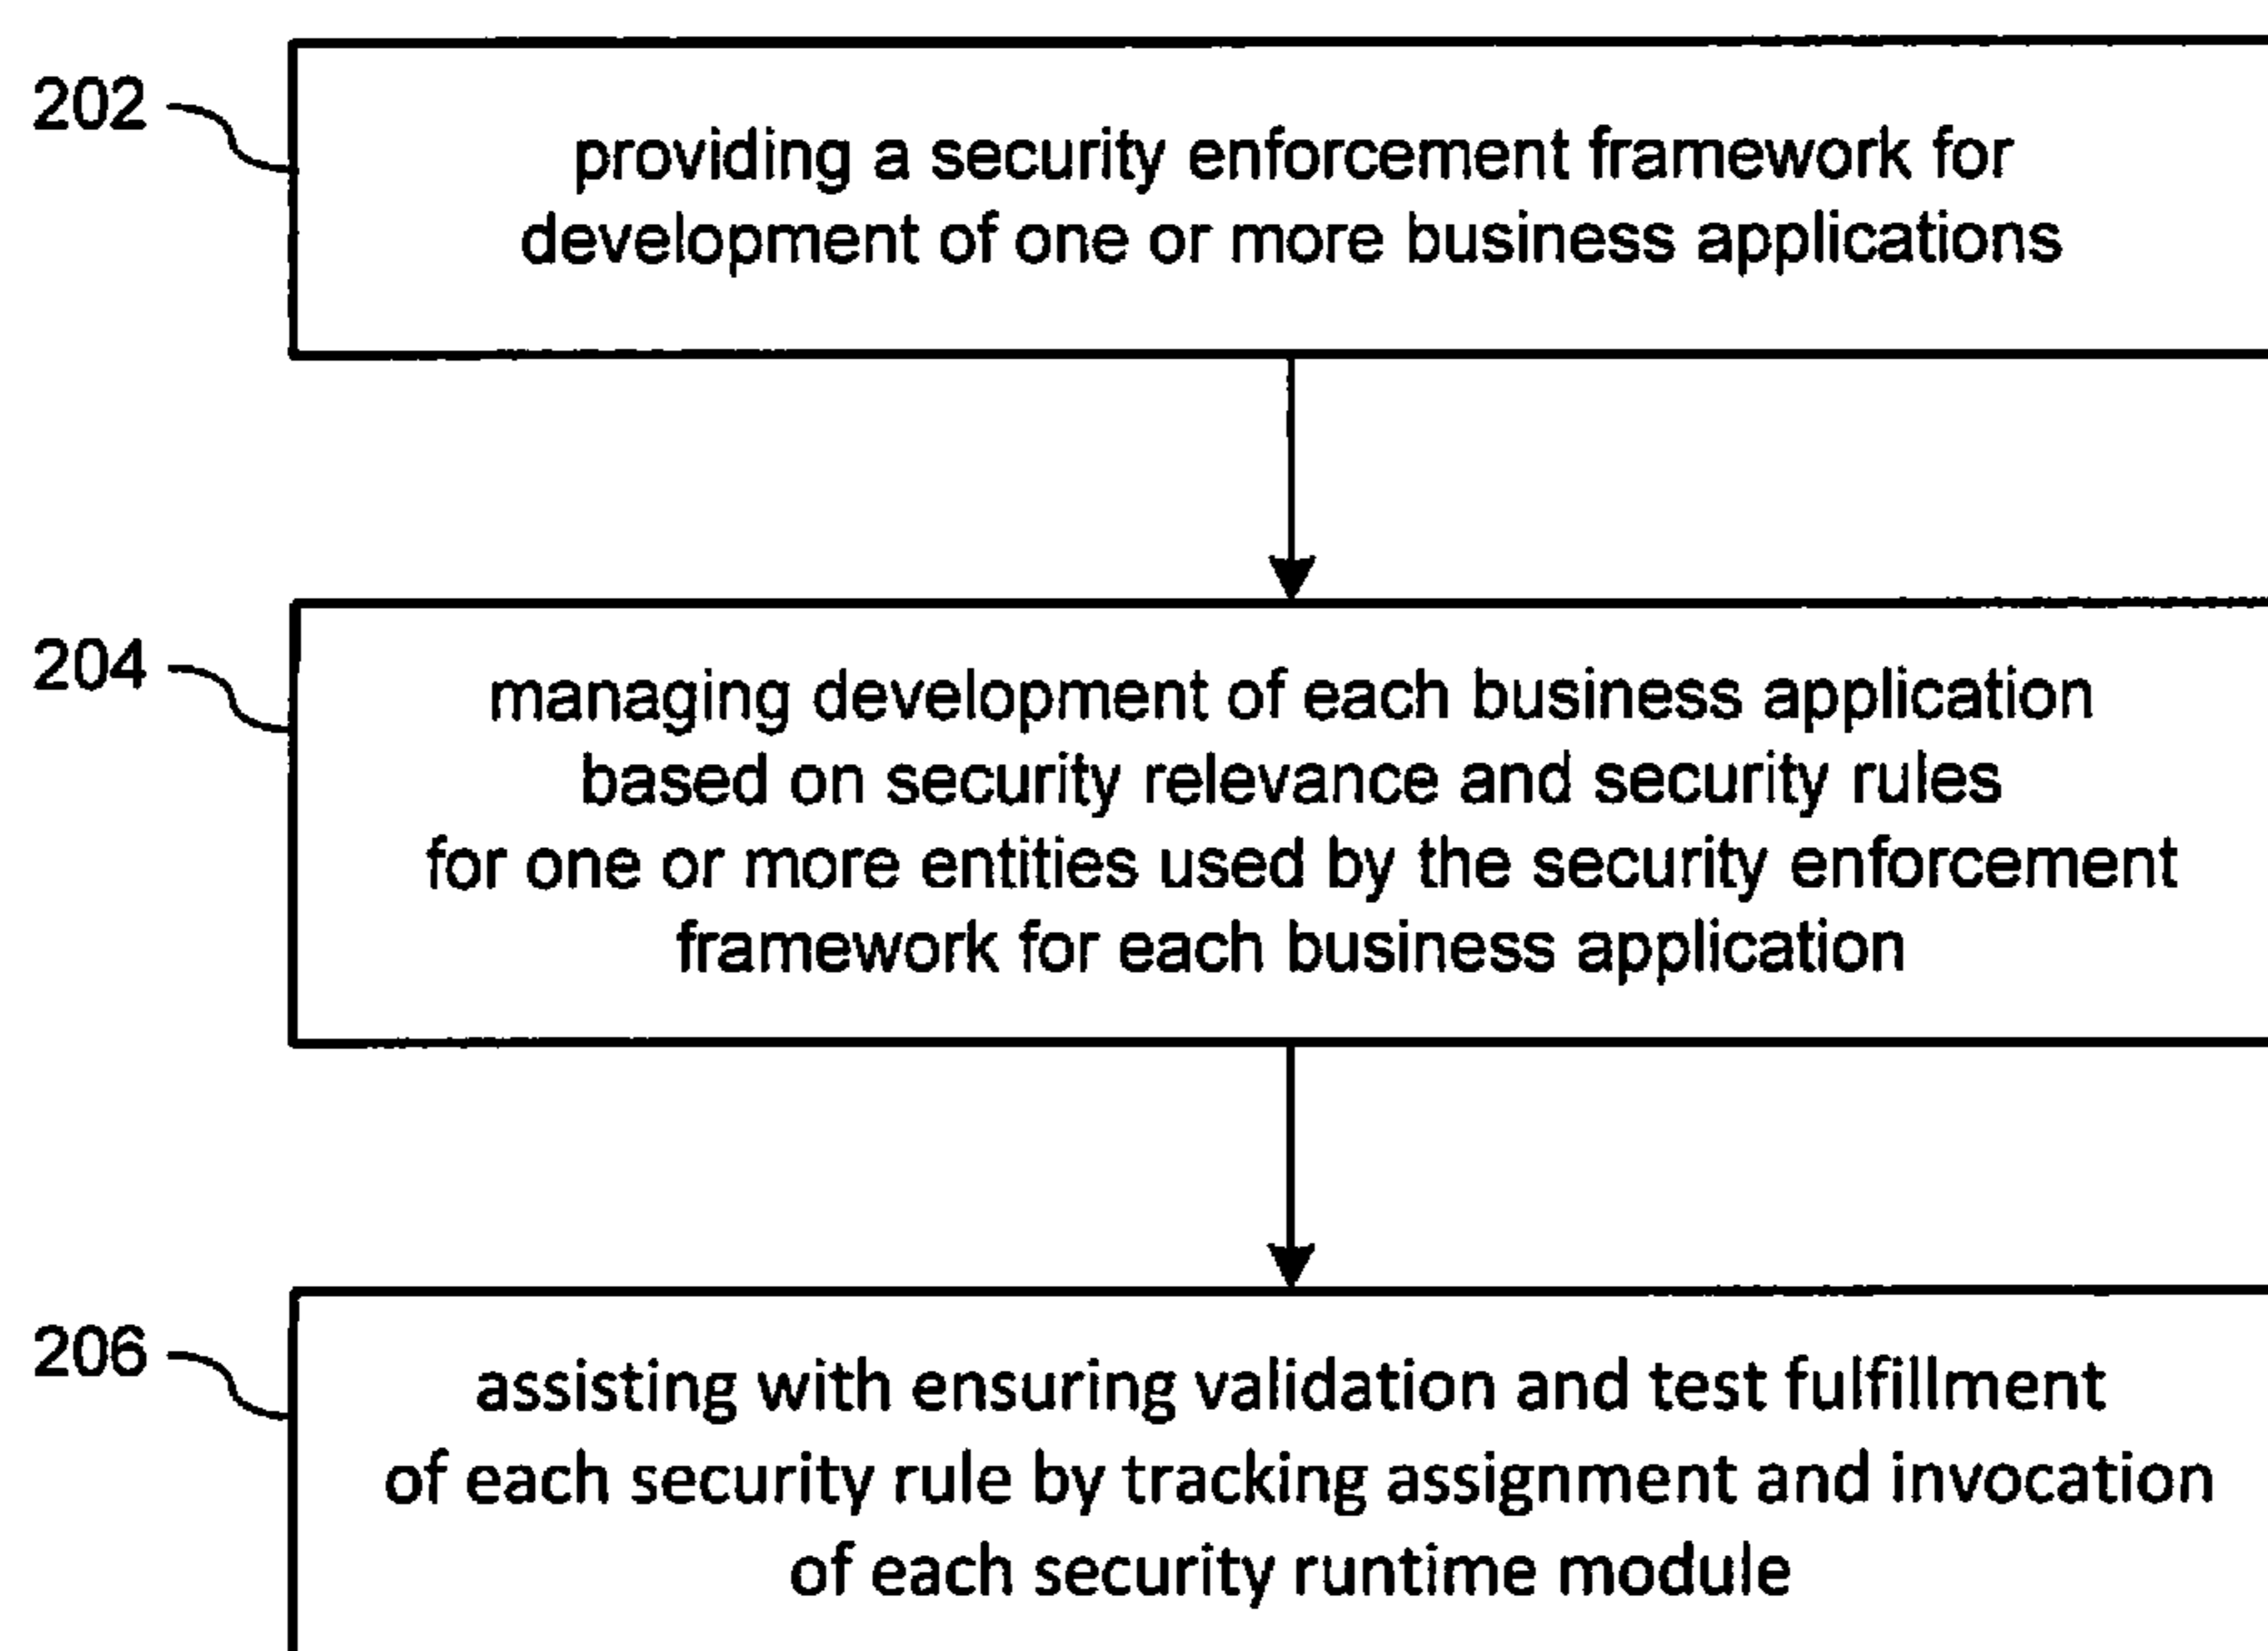 202
providing a security enforcement framework for
development of one or more business applications
204
managing development of each business application
based on security relevance and security rules
for one or more entities used by the security enforcement
framework for each business application
206
assisting with ensuring validation and test fulfillment
of each security rule by tracking assignment and invocation
of each security runtime module